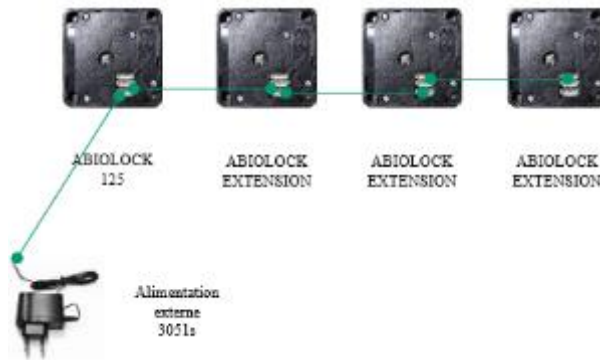 ABIOLOCK
125
ABIOLOCK
EXTENSION
ABIOLOCK
EXTENSION
ABIOLOCK
EXTENSION
Alimentation
externe
3051s